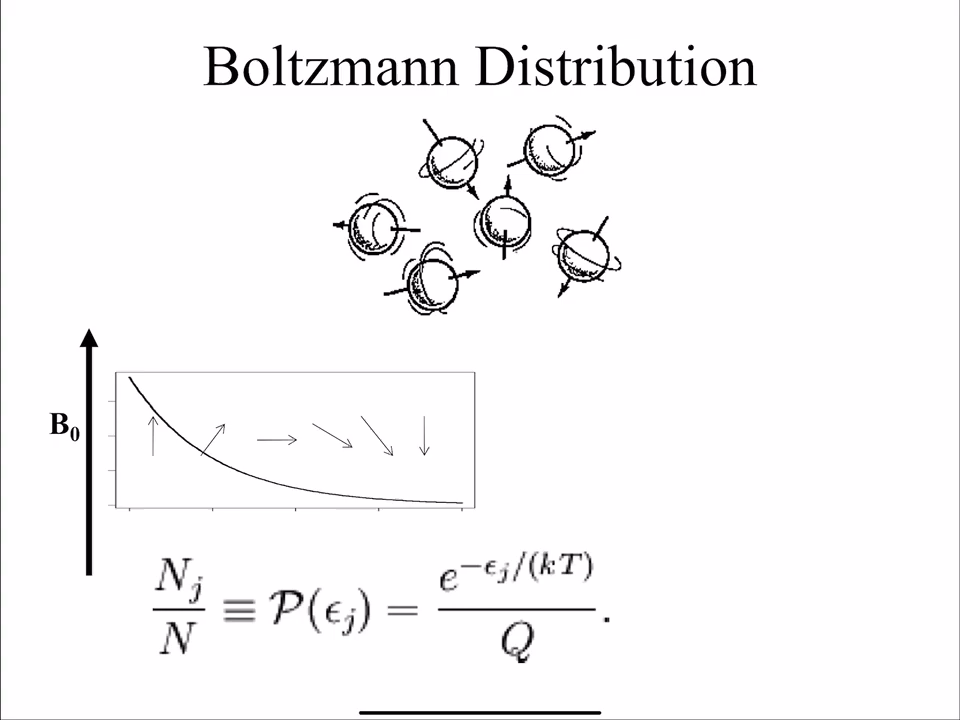 Boltzmann Distribution
B₀
N_j/N ≡ 𝒫(ϵ_j) = e^{−ϵ_j/(kT)}/Q.